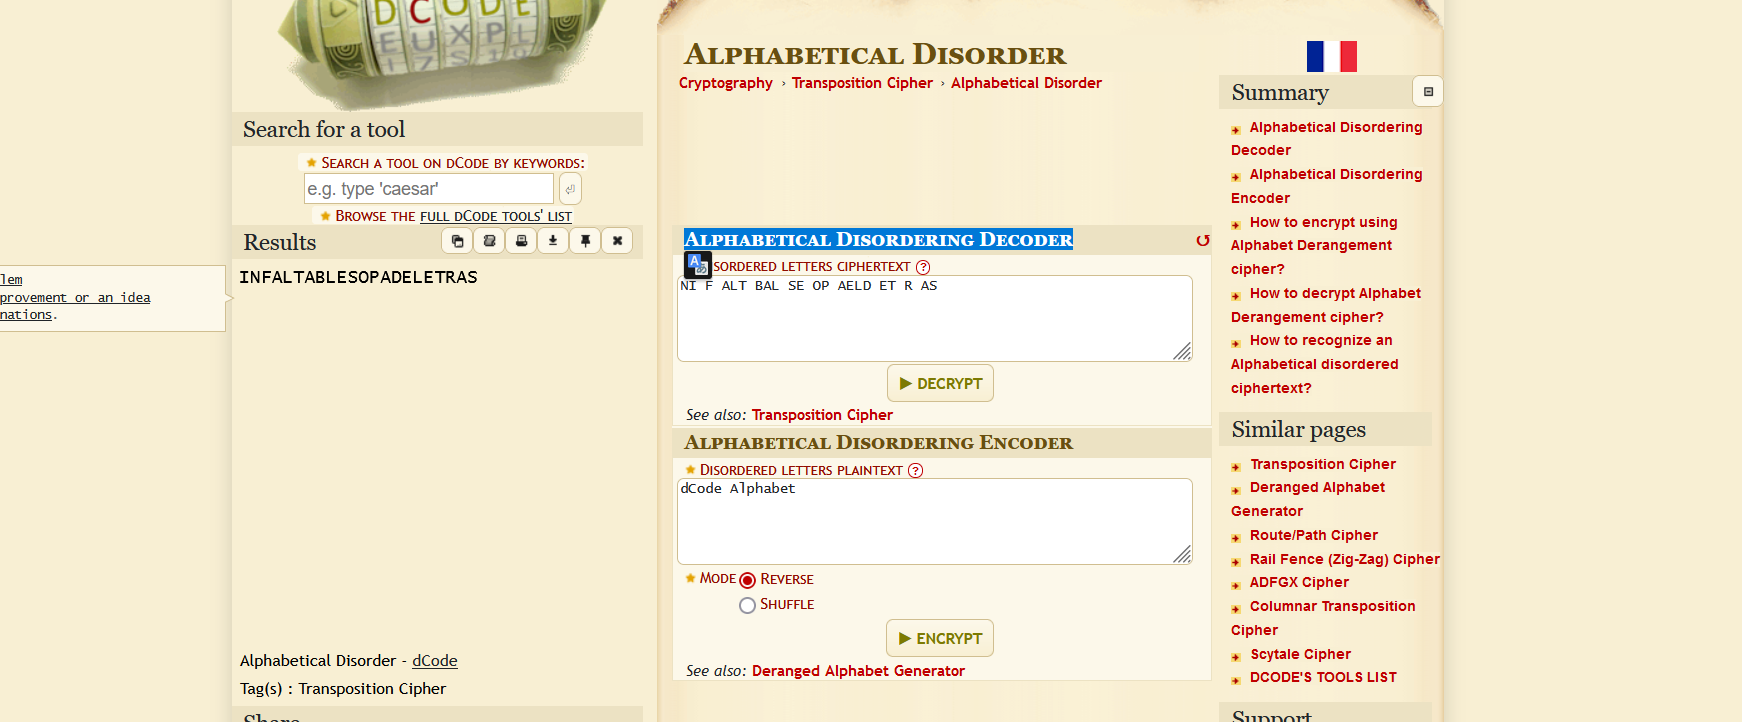 DCODE
EUXPL
Search for a tool
★ Search a tool on dCode by keywords:
e.g. type 'caesar'
★ Browse the full dCode tools' list
Results
INFALTABLESOPADELETRAS
lem
provement or an idea
nations.
Alphabetical Disorder - dCode
Tag(s) : Transposition Cipher
Share
Alphabetical Disorder
Cryptography › Transposition Cipher › Alphabetical Disorder
Alphabetical Disordering Decoder
sordered letters ciphertext ?
NI F ALT BAL SE OP AELD ET R AS
▶ DECRYPT
See also: Transposition Cipher
Alphabetical Disordering Encoder
★ Disordered letters plaintext ?
dCode Alphabet
★ Mode Reverse
Shuffle
▶ ENCRYPT
See also: Deranged Alphabet Generator
Summary
Alphabetical Disordering
Decoder
Alphabetical Disordering
Encoder
How to encrypt using
Alphabet Derangement
cipher?
How to decrypt Alphabet
Derangement cipher?
How to recognize an
Alphabetical disordered
ciphertext?
Similar pages
Transposition Cipher
Deranged Alphabet
Generator
Route/Path Cipher
Rail Fence (Zig-Zag) Cipher
ADFGX Cipher
Columnar Transposition
Cipher
Scytale Cipher
DCODE'S TOOLS LIST
Support